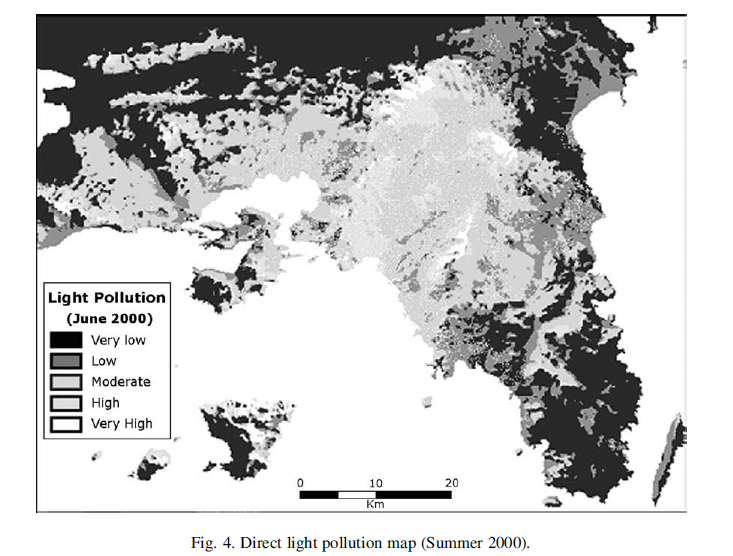 Light Pollution
(June 2000)
Very low
Low
Moderate
High
Very High
0 10 20
Km
Fig. 4. Direct light pollution map (Summer 2000).